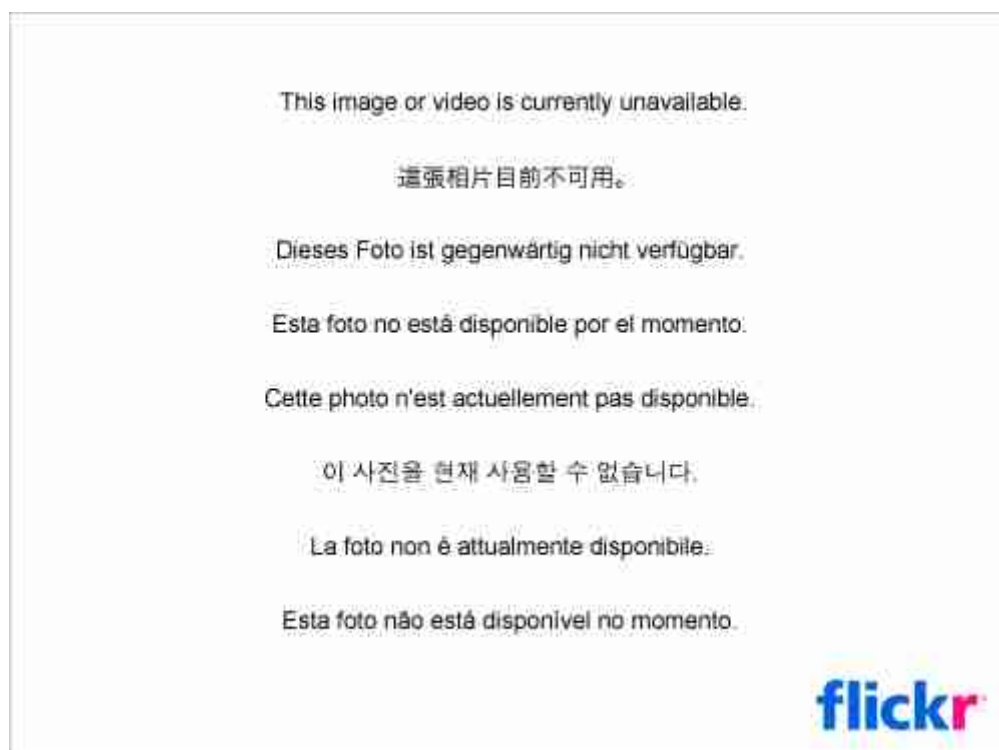 This image or video is currently unavailable.
這張相片目前不可用。
Dieses Foto ist gegenwärtig nicht verfügbar.
Esta foto no está disponible por el momento.
Cette photo n'est actuellement pas disponible.
이 사진을 현재 사용할 수 없습니다.
La foto non è attualmente disponibile.
Esta foto não está disponível no momento.
flickr